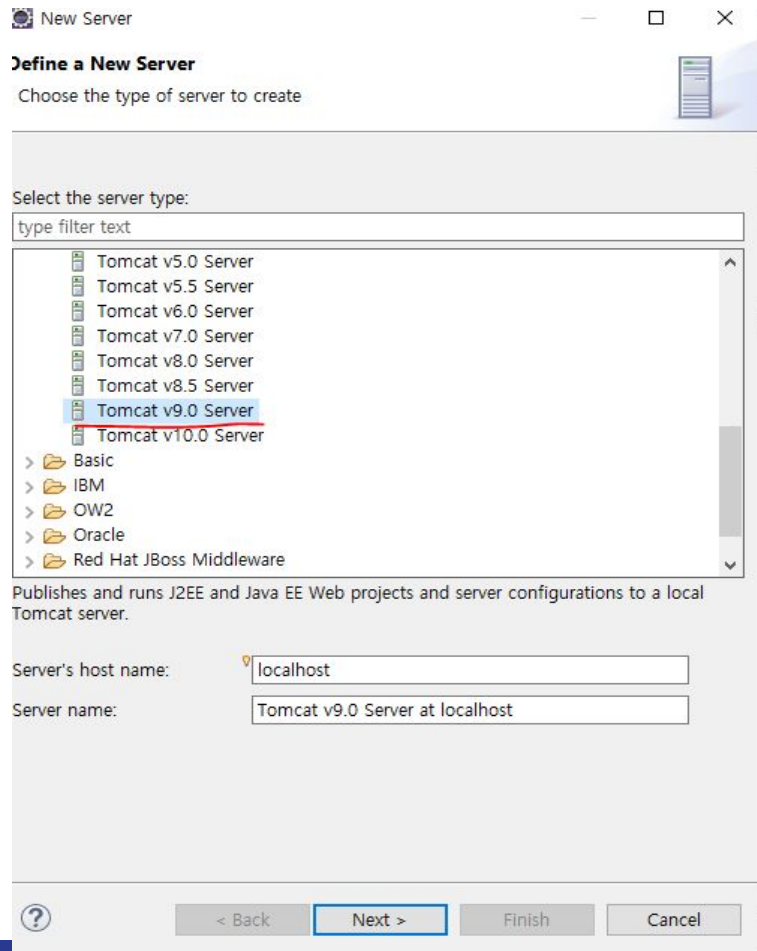 New Server
Define a New Server
Choose the type of server to create
Select the server type:
type filter text
Tomcat v5.0 Server
Tomcat v5.5 Server
Tomcat v6.0 Server
Tomcat v7.0 Server
Tomcat v8.0 Server
Tomcat v8.5 Server
Tomcat v9.0 Server
Tomcat v10.0 Server
Basic
IBM
OW2
Oracle
Red Hat JBoss Middleware
Publishes and runs J2EE and Java EE Web projects and server configurations to a local
Tomcat server.
Server's host name: localhost
Server name: Tomcat v9.0 Server at localhost
? < Back Next > Finish Cancel